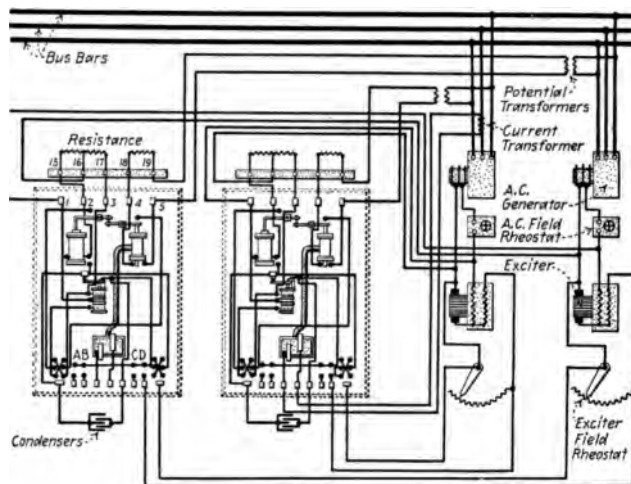 Bus Bars
Potential
Transformers
Current
Transformer
Resistance
15 16 17 18 19
A.C.
Generator
1 2 3 4 5
A.C. Field
Rheostat
Exciter
AB CD
Condensers
Exciter
Field
Rheostat